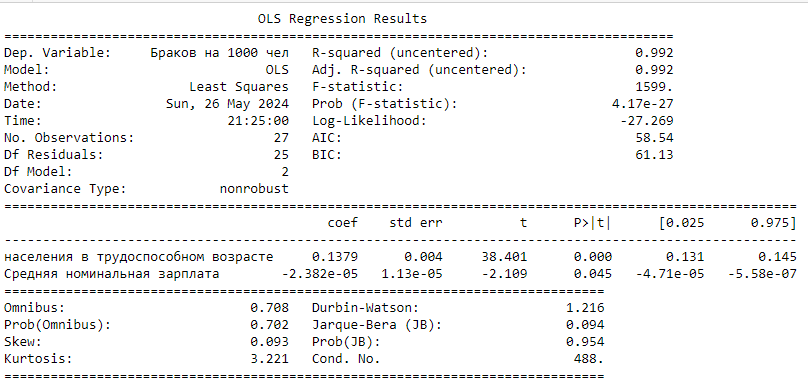 OLS Regression Results
==============================================================================
Dep. Variable: Браков на 1000 чел R-squared (uncentered): 0.992
Model: OLS Adj. R-squared (uncentered): 0.992
Method: Least Squares F-statistic: 1599.
Date: Sun, 26 May 2024 Prob (F-statistic): 4.17e-27
Time: 21:25:00 Log-Likelihood: -27.269
No. Observations: 27 AIC: 58.54
Df Residuals: 25 BIC: 61.13
Df Model: 2
Covariance Type: nonrobust
==============================================================================
coef std err t P>|t| [0.025 0.975]
------------------------------------------------------------------------------
населения в трудоспособном возрасте 0.1379 0.004 38.401 0.000 0.131 0.145
Средняя номинальная зарплата -2.382e-05 1.13e-05 -2.109 0.045 -4.71e-05 -5.58e-07
==============================================================================
Omnibus: 0.708 Durbin-Watson: 1.216
Prob(Omnibus): 0.702 Jarque-Bera (JB): 0.094
Skew: 0.093 Prob(JB): 0.954
Kurtosis: 3.221 Cond. No. 488.
==============================================================================